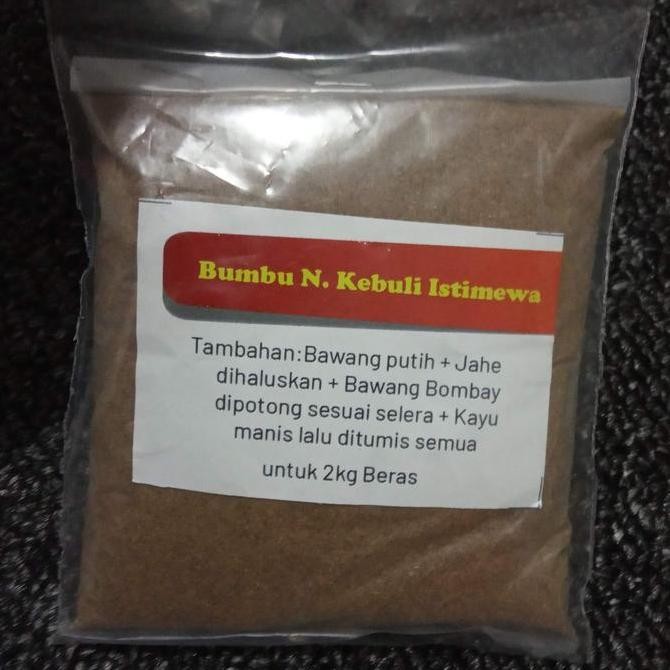 Bumbu N. Kebuli Istimewa
Tambahan:Bawang putih + Jahe
dihaluskan + Bawang Bombay
dipotong sesuai selera + Kayu
manis lalu ditumis semua
untuk 2kg Beras